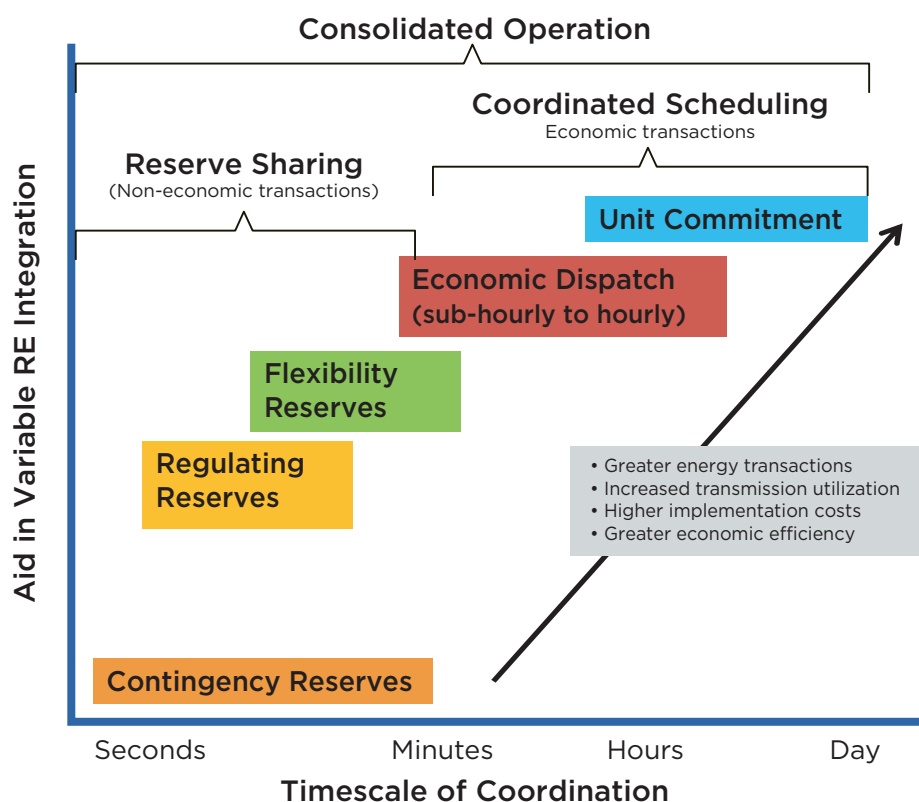 Consolidated Operation
Coordinated Scheduling
Economic transactions
Reserve Sharing
(Non-economic transactions)
Unit Commitment
Economic Dispatch
(sub-hourly to hourly)
Flexibility
Reserves
Regulating
Reserves
• Greater energy transactions
• Increased transmission utilization
• Higher implementation costs
• Greater economic efficiency
Contingency Reserves
Aid in Variable RE Integration
Seconds Minutes Hours Day
Timescale of Coordination